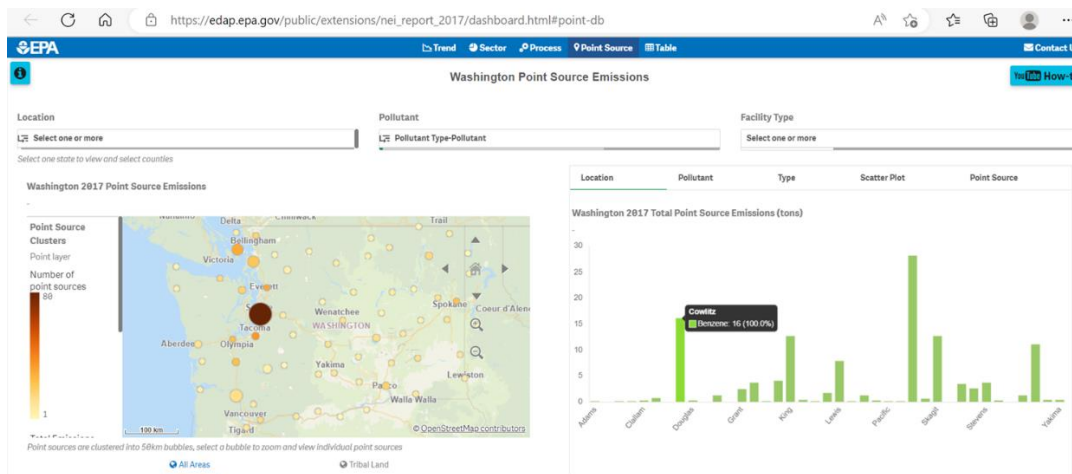 https://edap.epa.gov/public/extensions/nei_report_2017/dashboard.html#point-db
EPA
Trend Sector Process Point Source Table
Contact U
Washington Point Source Emissions
YouTube How-t
Location
Select one or more
Select one state to view and select counties
Pollutant
Pollutant Type-Pollutant
Facility Type
Select one or more
Washington 2017 Point Source Emissions
Point Source
Clusters
Point layer
Number of
point sources
80
1
Delta
Chilliwack
Trail
Bellingham
Victoria
Everett
Spokane
Coeur d'Alene
Wenatchee
Tacoma
WASHINGTON
Aberdee
Olympia
Yakima
Lewiston
Pasco
Walla Walla
Vancouver
Tigard
100 km
© OpenStreetMap contributors
Point sources are clustered into 50km bubbles, select a bubble to zoom and view individual point sources
All Areas
Tribal Land
Location Pollutant Type Scatter Plot Point Source
Washington 2017 Total Point Source Emissions (tons)
30
25
20
15
10
5
0
Cowlitz
Benzene: 16 (100.0%)
Adams
Clallam
Douglas
Grant
King
Lewis
Pacific
Skagit
Stevens
Yakima